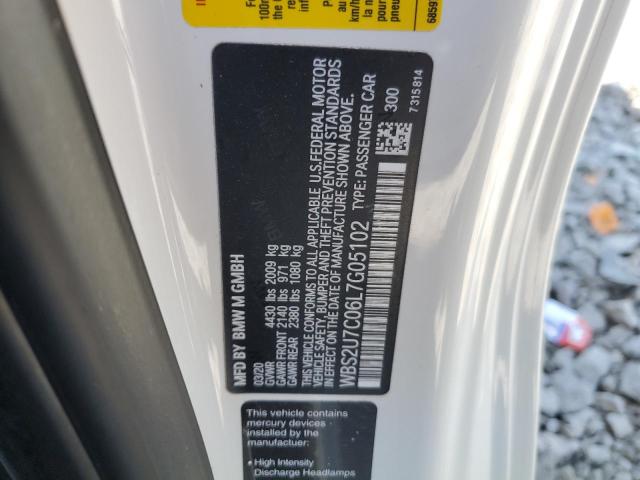 MFD BY BMW M GMBH
03/20
GVWR 4430 lbs 2009 kg
GAWR FRONT 2140 lbs 971 kg
GAWR REAR 2380 lbs 1080 kg
THIS VEHICLE CONFORMS TO ALL APPLICABLE U.S. FEDERAL MOTOR
VEHICLE SAFETY, BUMPER AND THEFT PREVENTION STANDARDS
IN EFFECT ON THE DATE OF MANUFACTURE SHOWN ABOVE.
WBS2U7C06L7G05102 TYPE: PASSENGER CAR
300
7315814
This vehicle contains
mercury devices
installed by the
manufacturer:
• High Intensity
Discharge Headlamps